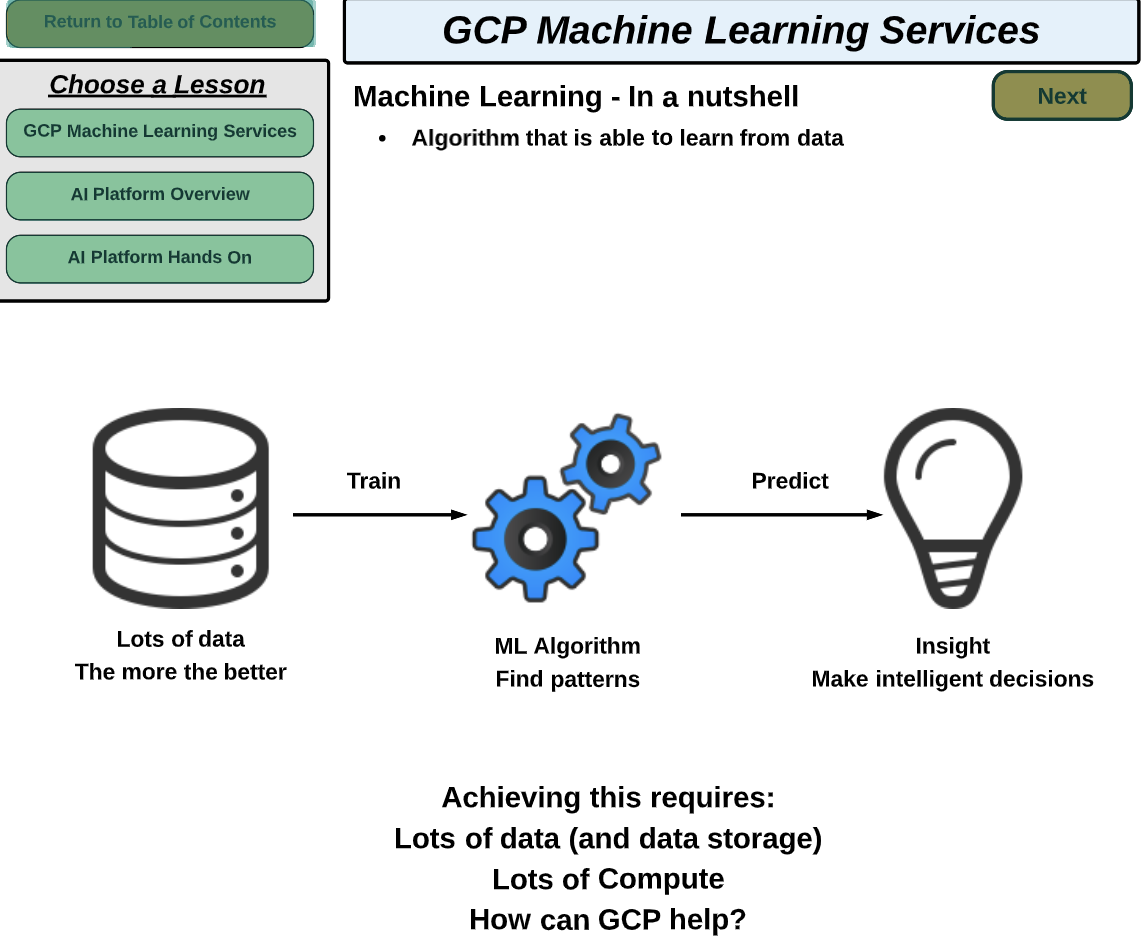 Return to Table of Contents
GCP Machine Learning Services
Choose a Lesson
GCP Machine Learning Services
AI Platform Overview
AI Platform Hands On
Machine Learning - In a nutshell
Next
• Algorithm that is able to learn from data
Train
Predict
Lots of data
The more the better
ML Algorithm
Find patterns
Insight
Make intelligent decisions
Achieving this requires:
Lots of data (and data storage)
Lots of Compute
How can GCP help?